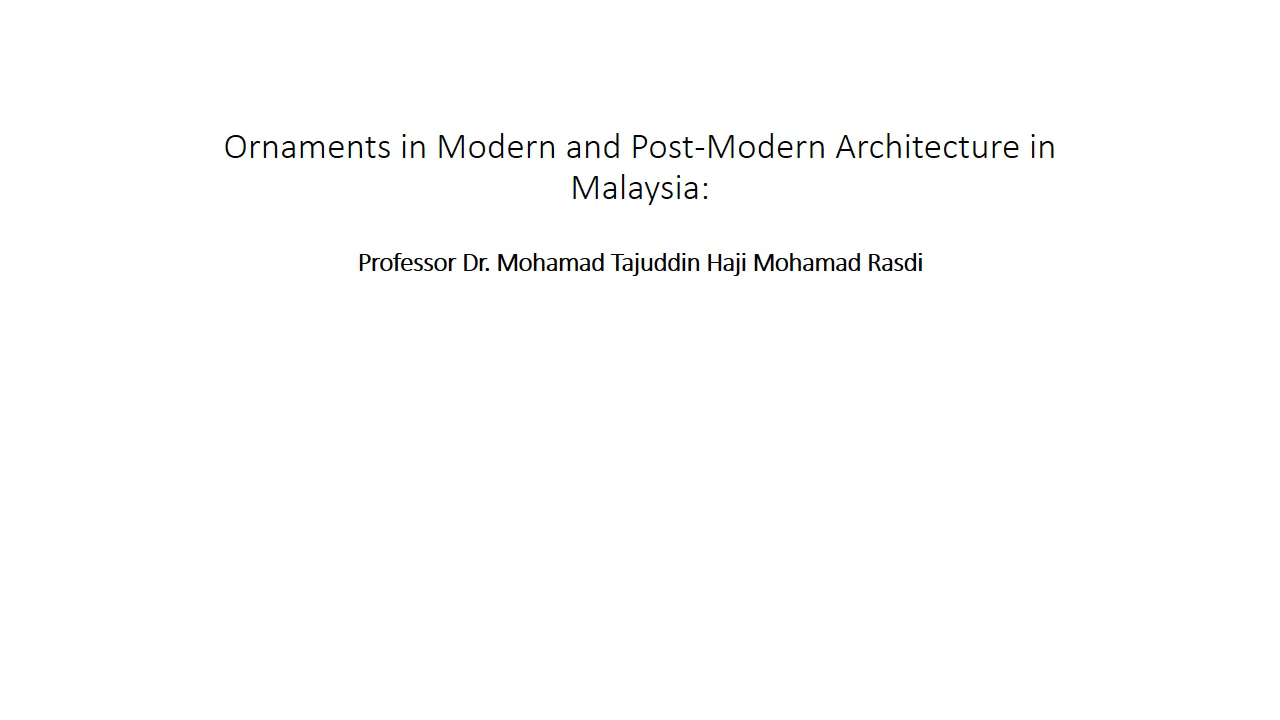 Ornaments in Modern and Post-Modern Architecture in
Malaysia:
Professor Dr. Mohamad Tajuddin Haji Mohamad Rasdi